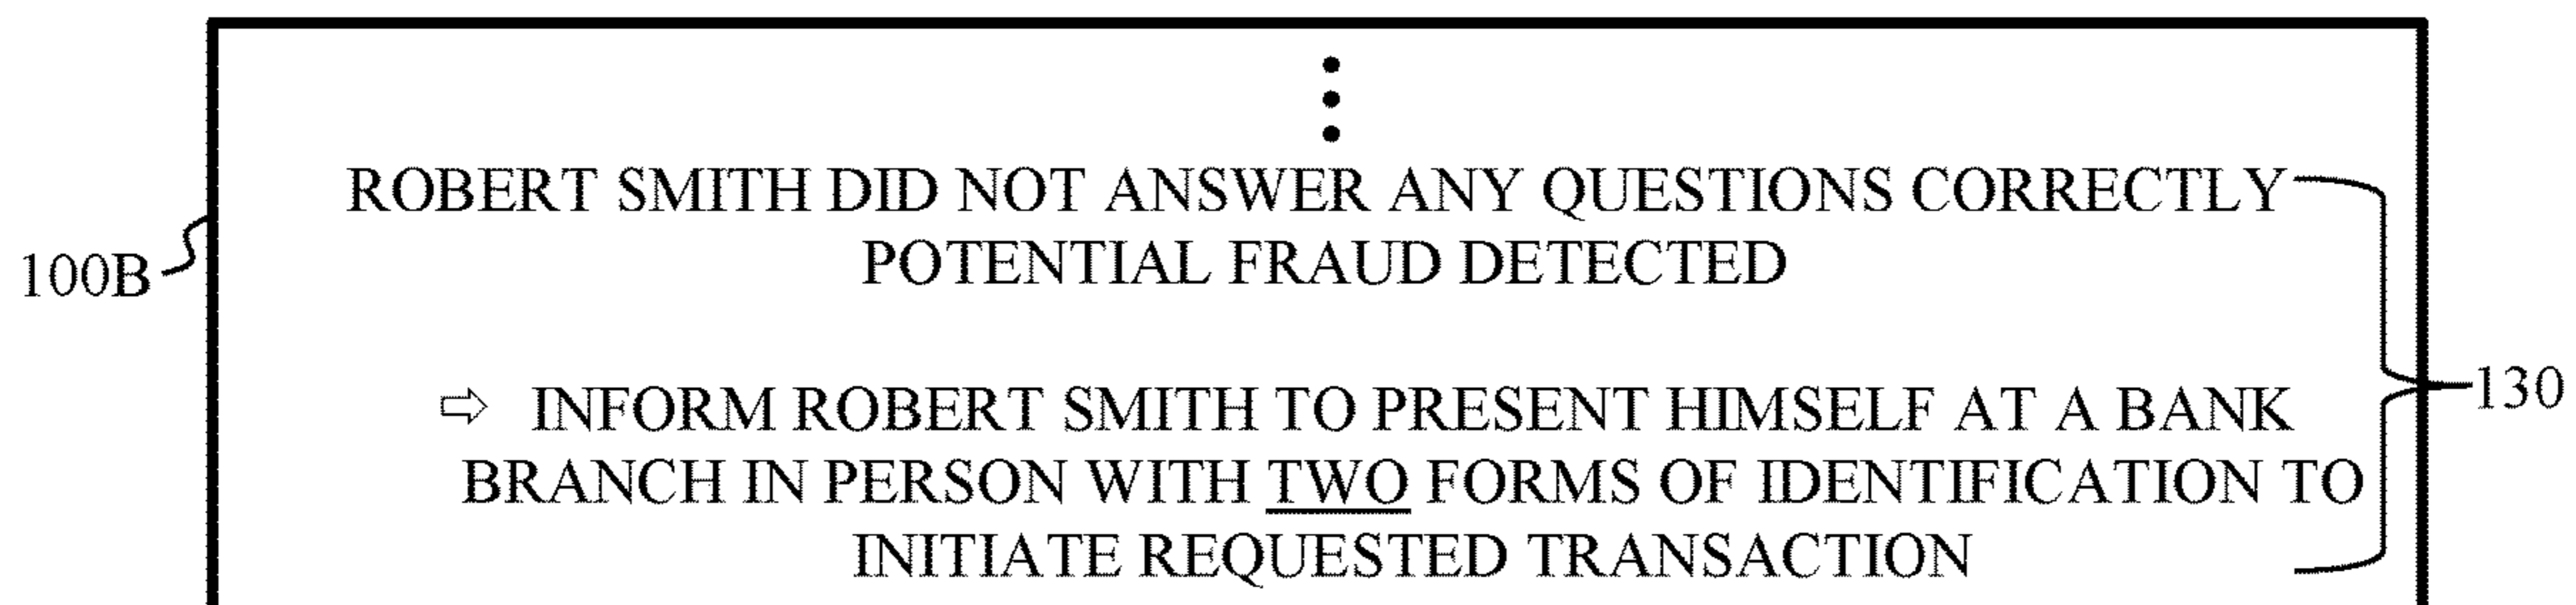 ROBERT SMITH DID NOT ANSWER ANY QUESTIONS CORRECTLY
POTENTIAL FRAUD DETECTED
100B
⇨ INFORM ROBERT SMITH TO PRESENT HIMSELF AT A BANK
130
BRANCH IN PERSON WITH TWO FORMS OF IDENTIFICATION TO
INITIATE REQUESTED TRANSACTION